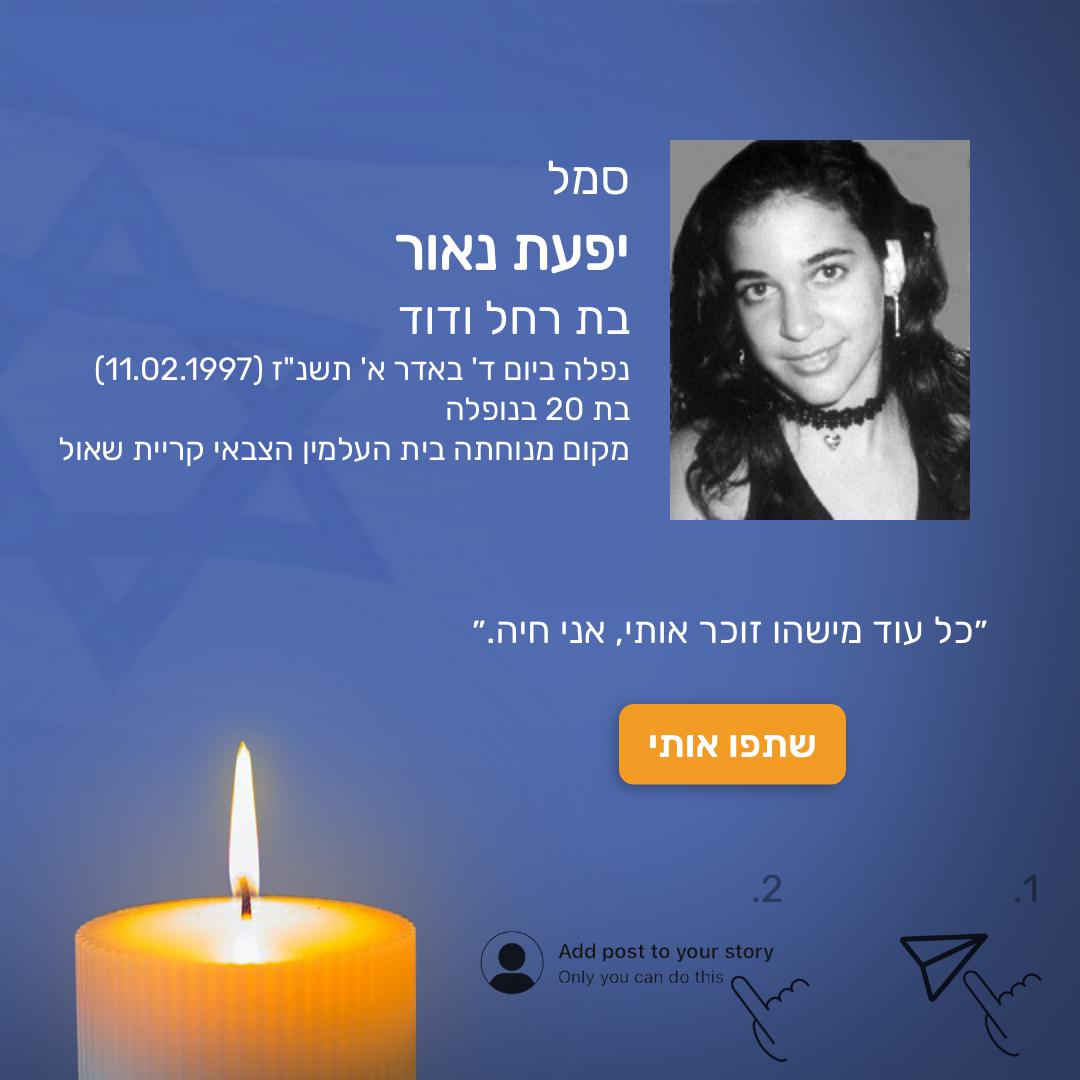 סמל
יפעת נאור
בת רחל ודוד
נפלה ביום ד' באדר א' תשנ"ז (11.02.1997)
בת 20 בנופלה
מקום מנוחתה בית העלמין הצבאי קריית שאול
"כל עוד מישהו זוכר אותי, אני חיה."
שתפו אותי
.1
.2
Add post to your story
Only you can do this